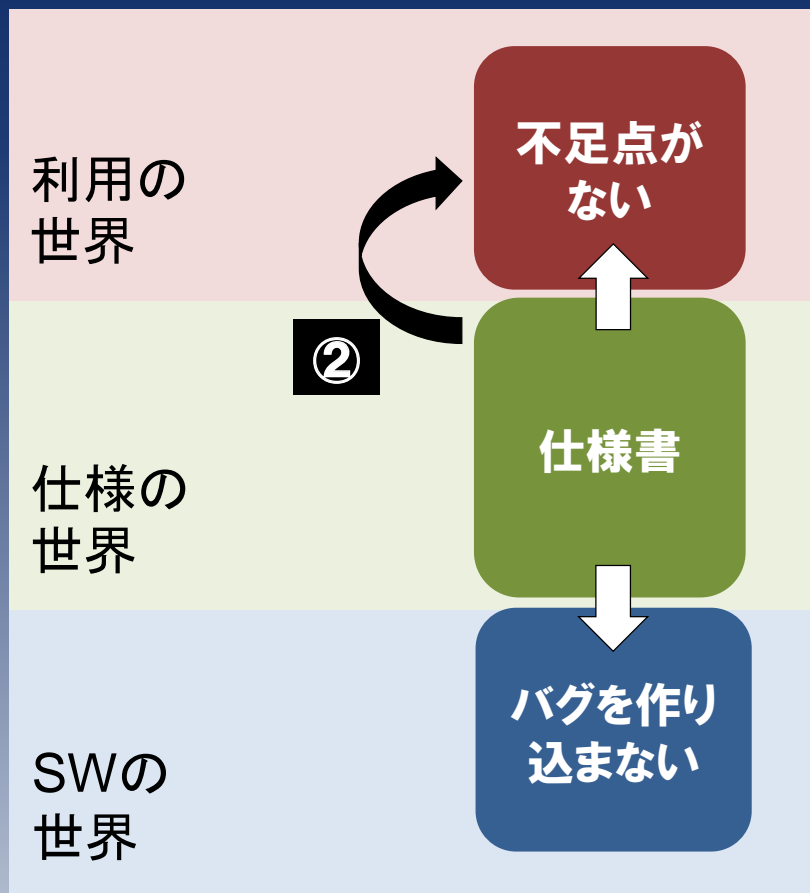 不足点が
ない
利用の
世界
②
仕様書
仕様の
世界
バグを作り
込まない
SWの
世界